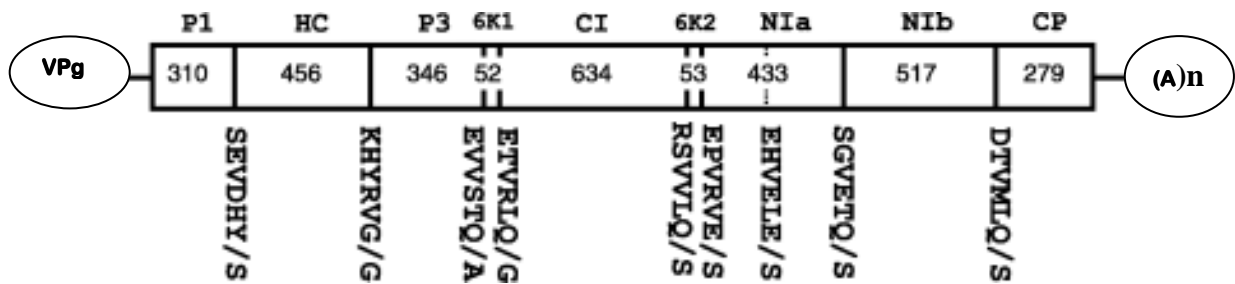 P1 HC P3 6K1 CI 6K2 NIa NIb CP
VPg 310 456 346 52 634 53 433 517 279 (A)n
SEVDHY/S
KHYRVG/G
EVVSTQ/A
ETVRLQ/G
RSVVLQ/S
EPVRVE/S
EHVELE/S
SGVETQ/S
DTVMLQ/S